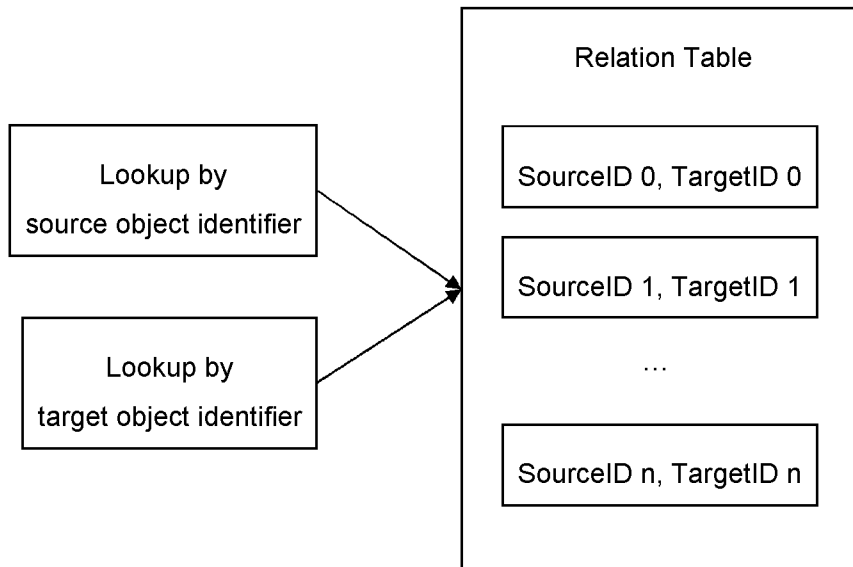 Relation Table
Lookup by
source object identifier
Lookup by
target object identifier
SourceID 0, TargetID 0
SourceID 1, TargetID 1
...
SourceID n, TargetID n